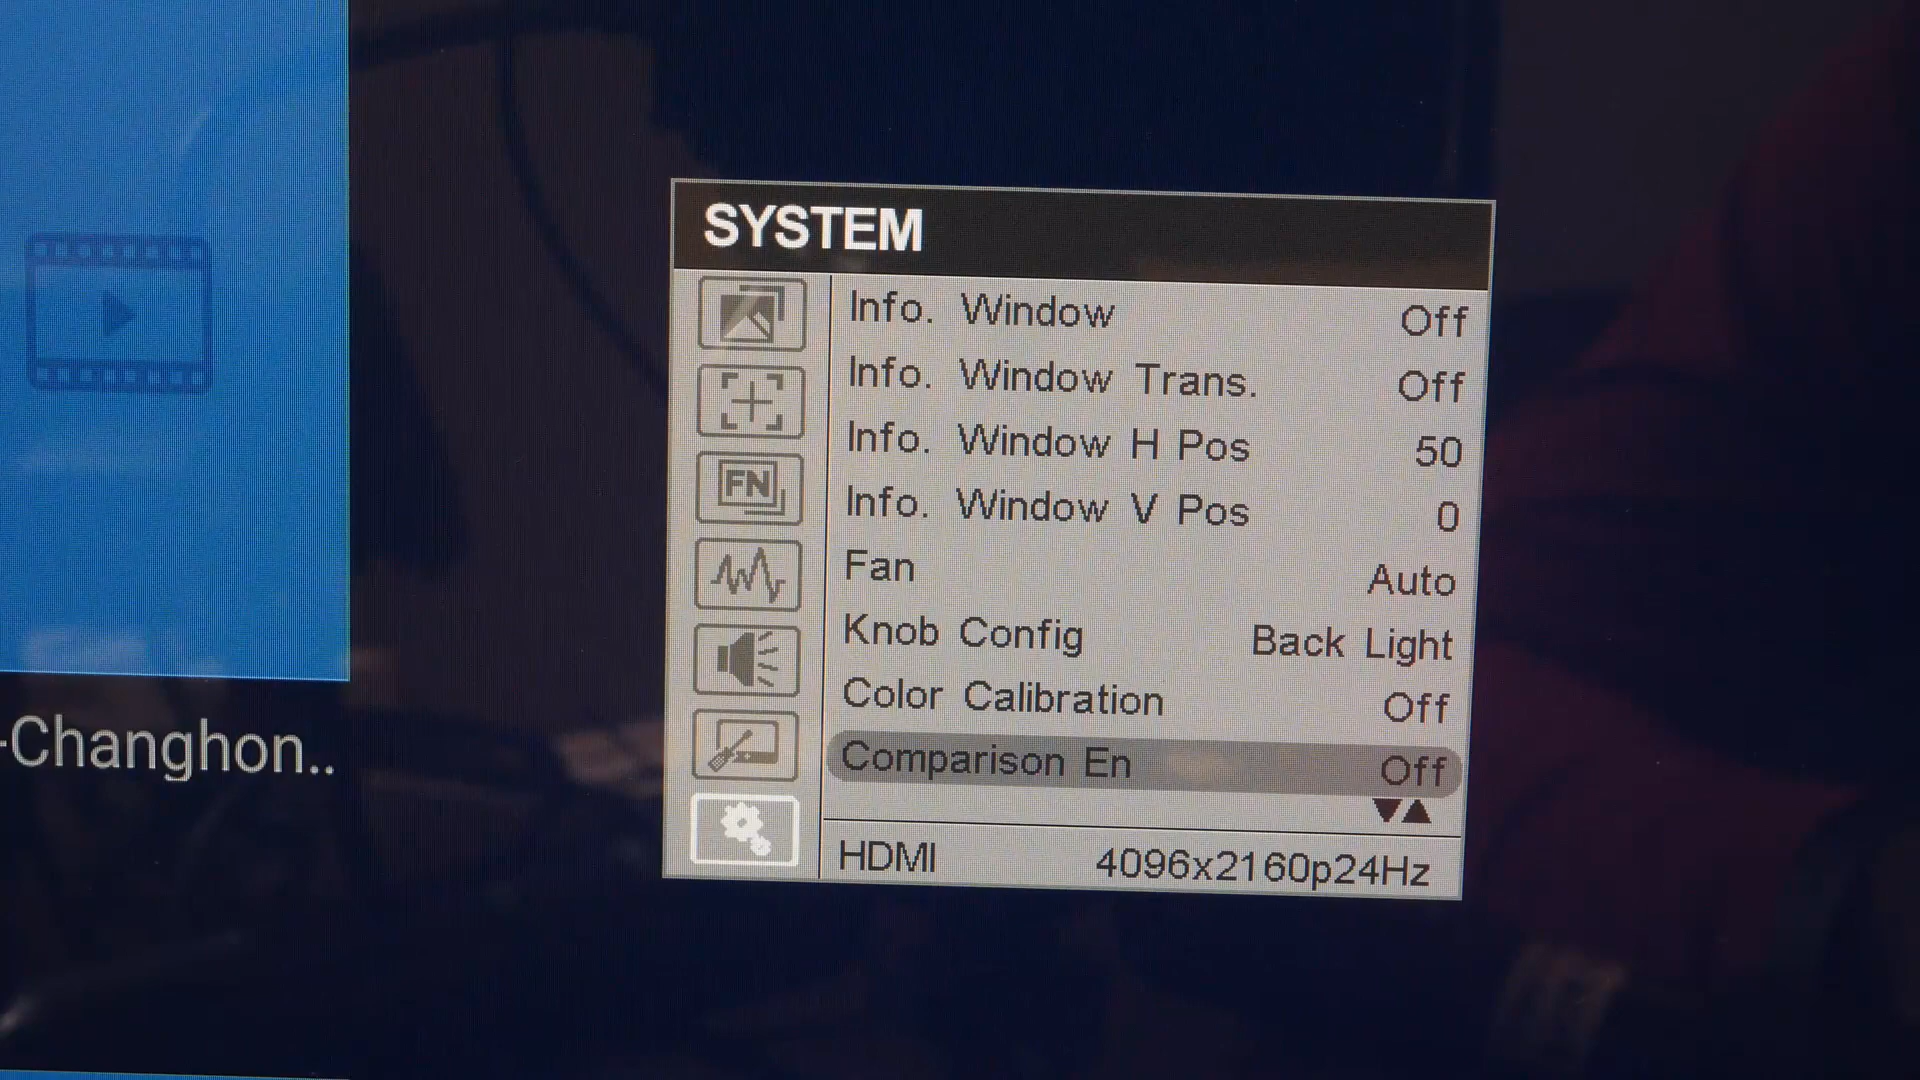 SYSTEM
Info. Window Off
Info. Window Trans. Off
Info. Window H Pos 50
FN
Info. Window V Pos 0
Fan Auto
Knob Config Back Light
Color Calibration Off
-Changhon..
Comparison En Off
HDMI 4096x2160p24Hz